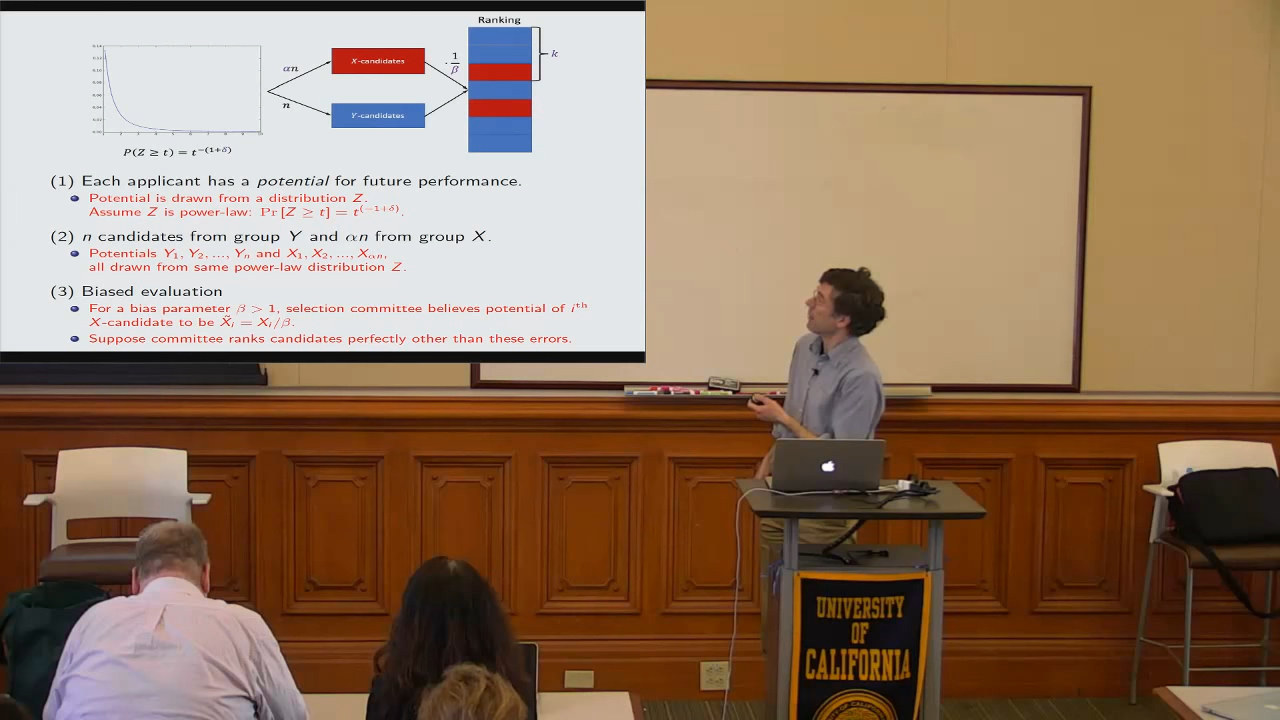 Ranking
αn
n
X-candidates
Y-candidates
· 1/β
k
P(Z ≥ t) = t^−(1+δ)
(1) Each applicant has a potential for future performance.
Potential is drawn from a distribution Z.
Assume Z is power-law: Pr [Z ≥ t] = t^(−1+δ).
(2) n candidates from group Y and αn from group X.
Potentials Y₁, Y₂, ..., Yₙ and X₁, X₂, ..., X_αn,
all drawn from same power-law distribution Z.
(3) Biased evaluation
For a bias parameter β > 1, selection committee believes potential of i^th
X-candidate to be X̃ᵢ = Xᵢ/β.
Suppose committee ranks candidates perfectly other than these errors.
UNIVERSITY
OF
CALIFORNIA